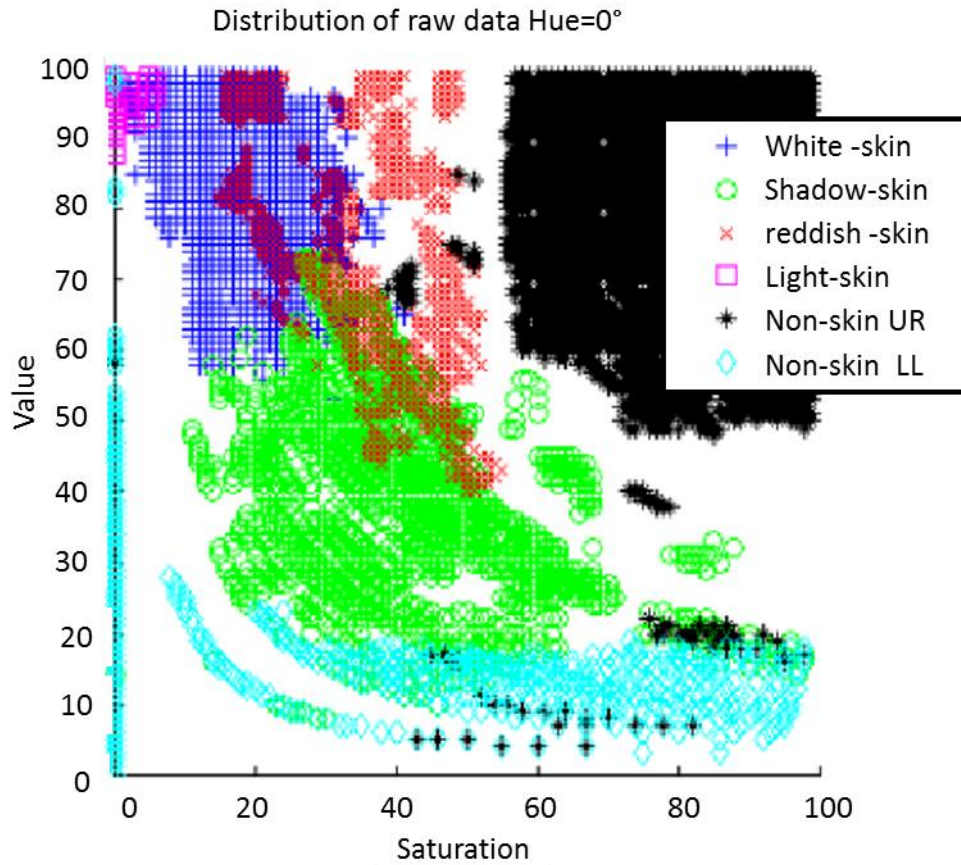 Distribution of raw data Hue=0°
100
90
80
70
60
50
40
30
20
10
0
Value
0 20 40 60 80 100
Saturation
White -skin
Shadow-skin
reddish -skin
Light-skin
Non-skin UR
Non-skin LL